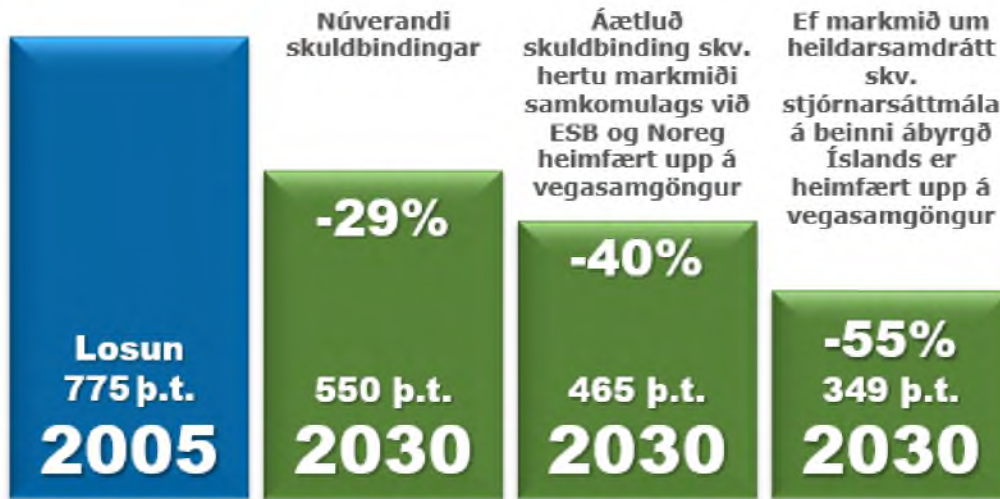 Losun
775 þ.t.
2005
Núverandi
skuldbindingar
-29%
550 þ.t.
2030
Áætluð
skuldbinding skv.
hertu markmiði
samkomulags við
ESB og Noreg
heimfært upp á
vegasamgöngur
-40%
465 þ.t.
2030
Ef markmið um
heildarsamdrátt
skv.
stjórnarsáttmála
á beinni ábyrgð
Íslands er
heimfært upp á
vegasamgöngur
-55%
349 þ.t.
2030